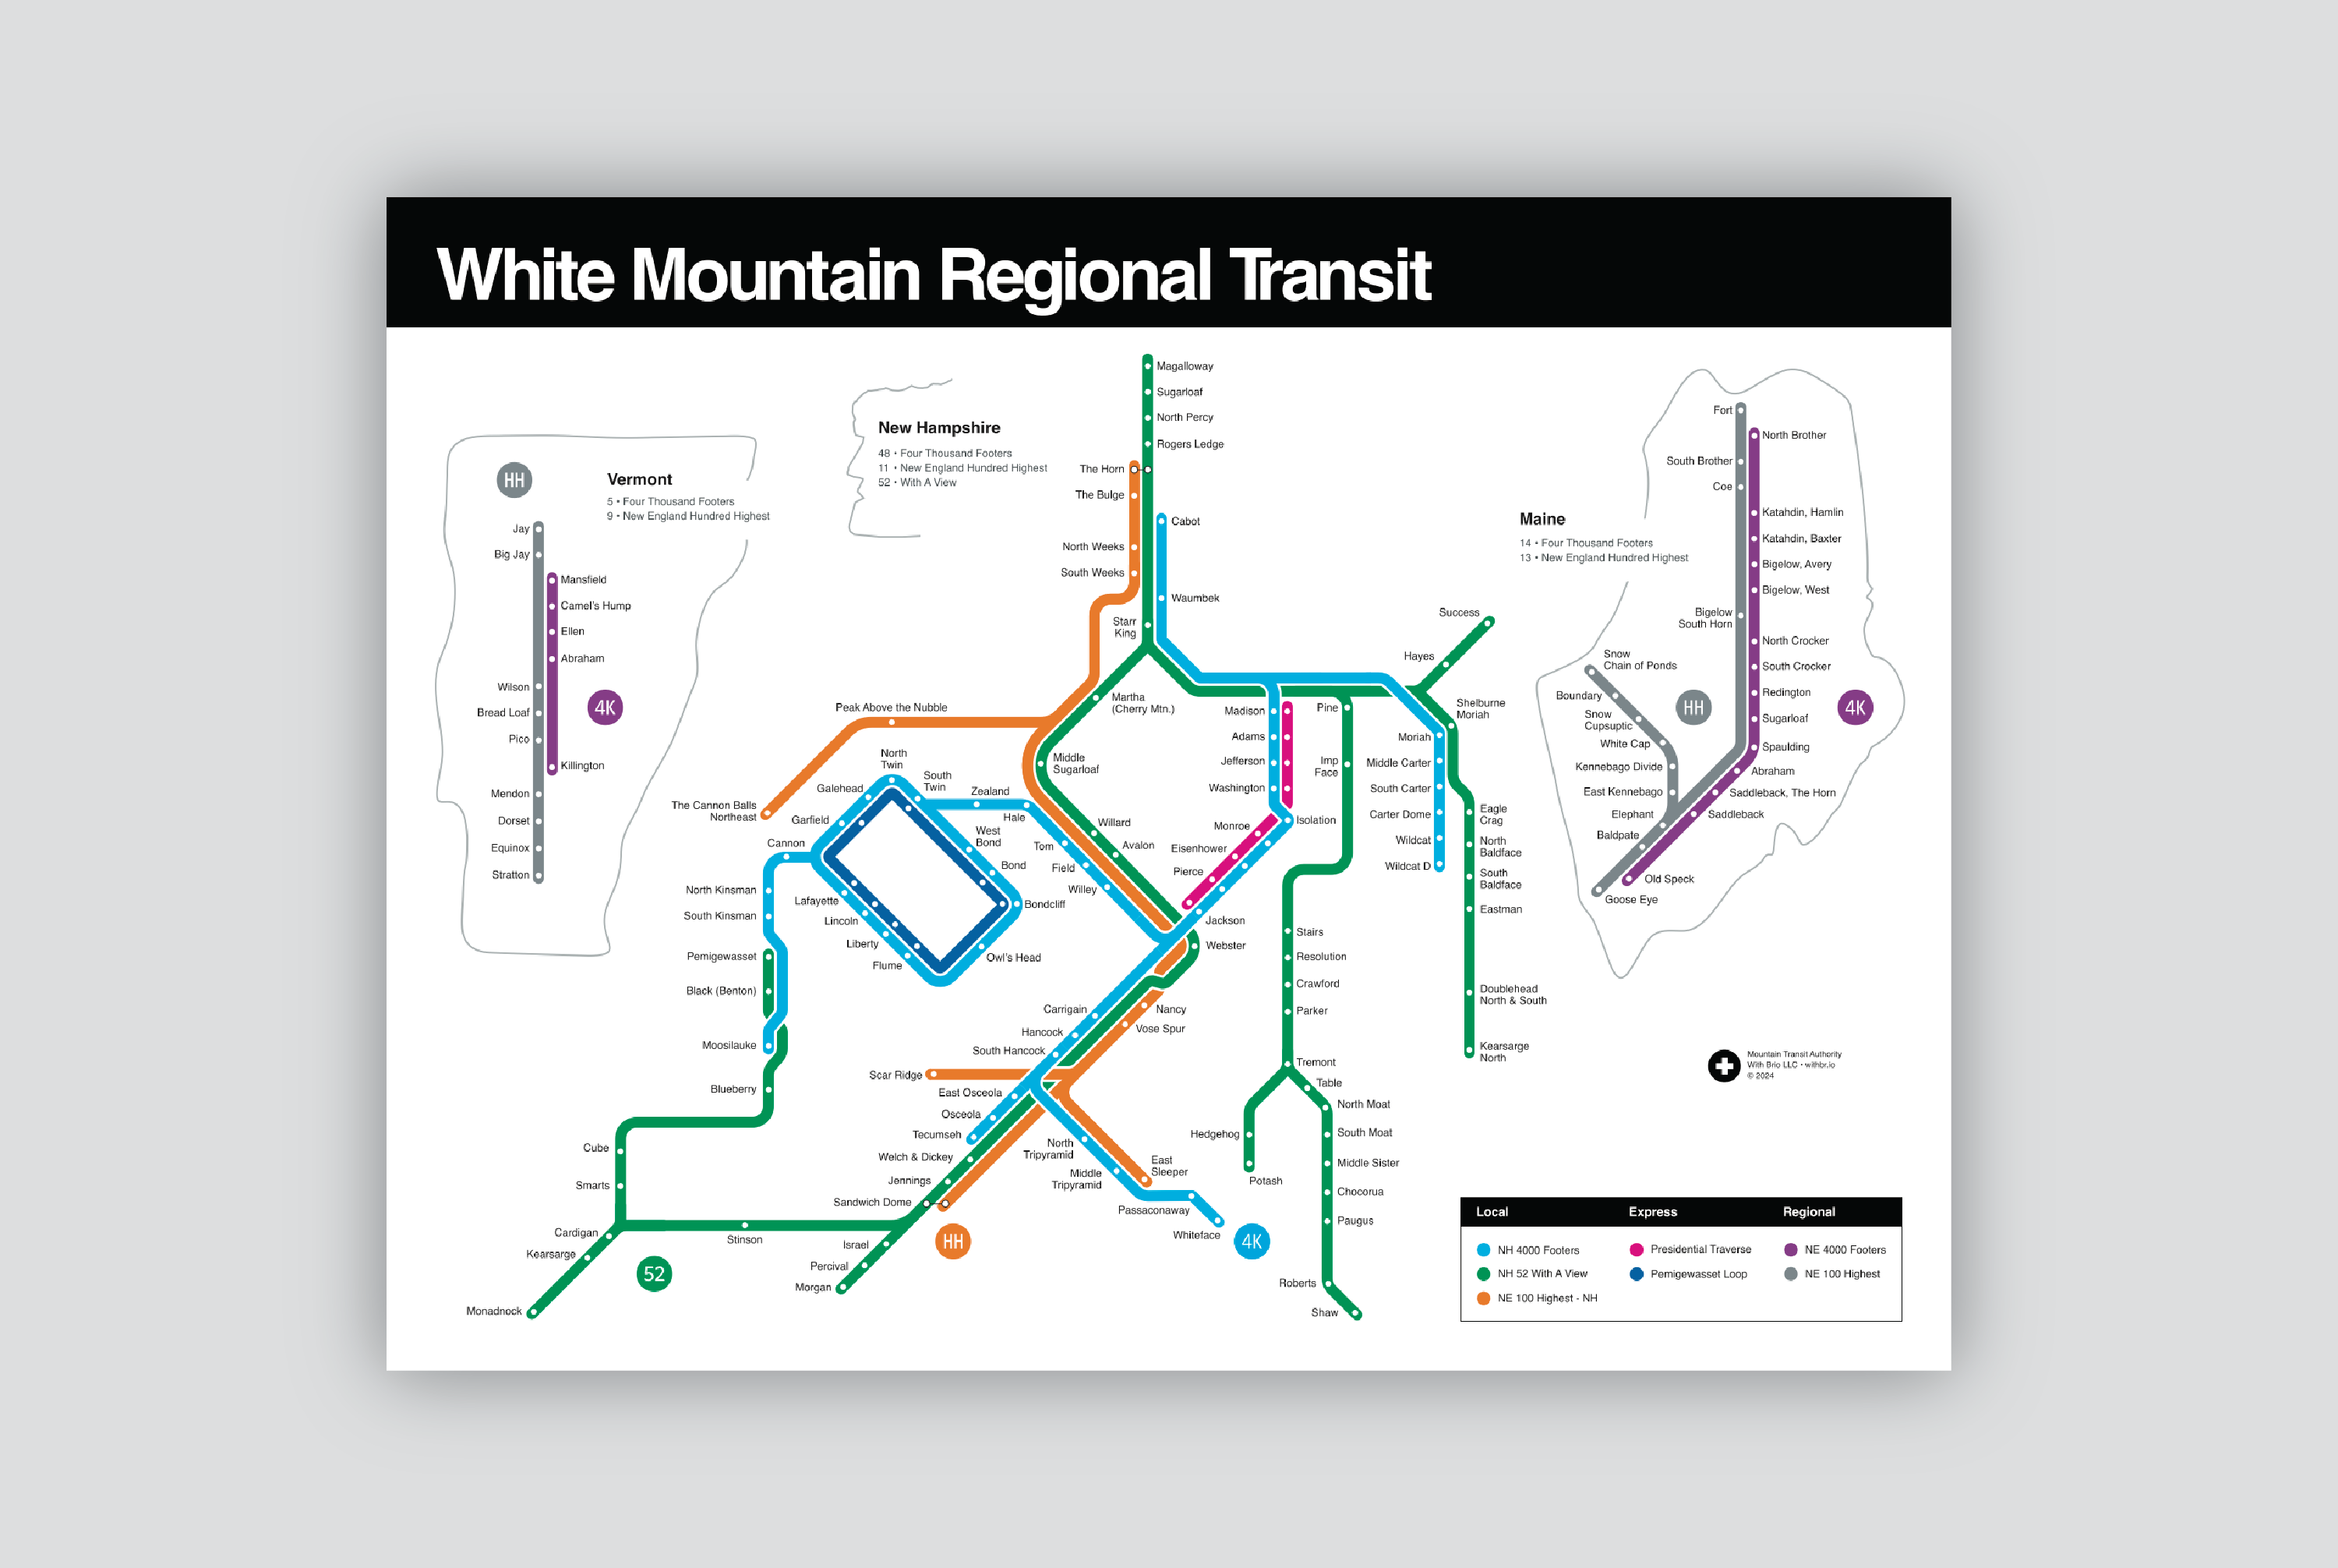 White Mountain Regional Transit
HH
Vermont
5 • Four Thousand Footers
9 • New England Hundred Highest
Jay
Big Jay
Mansfield
Camel's Hump
Ellen
Abraham
Wilson
Bread Loaf
4K
Pico
Killington
Mendon
Dorset
Equinox
Stratton
New Hampshire
48 • Four Thousand Footers
11 • New England Hundred Highest
52 • With A View
Magalloway
Sugarloaf
North Percy
Rogers Ledge
The Horn
The Bulge
Cabot
North Weeks
South Weeks
Waumbek
Starr
King
Martha
(Cherry Mtn.)
Peak Above the Nubble
The Cannon Balls
Northeast
Middle
Sugarloaf
North
Twin
South
Twin
Galehead
Garfield
Zealand
Hale
Cannon
West
Bond
Bond
Bondcliff
Owl's Head
Lafayette
Lincoln
Liberty
Flume
Willard
Avalon
Tom
Field
Willey
North Kinsman
South Kinsman
Pemigewasset
Black (Benton)
Moosilauke
Blueberry
Cube
Smarts
Cardigan
Kearsarge
Monadnock
Stinson
52
Madison
Adams
Jefferson
Washington
Monroe
Isolation
Eisenhower
Pierce
Jackson
Webster
Nancy
Vose Spur
Carrigain
Hancock
South Hancock
Scar Ridge
East Osceola
Osceola
Tecumseh
Welch & Dickey
Jennings
Sandwich Dome
Israel
Percival
Morgan
HH
North
Tripyramid
Middle
Tripyramid
East
Sleeper
Passaconaway
Whiteface
4K
Success
Hayes
Shelburne
Moriah
Pine
Imp
Face
Moriah
Middle Carter
South Carter
Carter Dome
Wildcat
Wildcat D
Eagle
Crag
North
Baldface
South
Baldface
Eastman
Doublehead
North & South
Kearsarge
North
Stairs
Resolution
Crawford
Parker
Tremont
Table
North Moat
South Moat
Middle Sister
Chocorua
Paugus
Roberts
Shaw
Hedgehog
Potash
Maine
14 • Four Thousand Footers
13 • New England Hundred Highest
Fort
North Brother
South Brother
Coe
Katahdin, Hamlin
Katahdin, Baxter
Bigelow, Avery
Bigelow, West
Bigelow
South Horn
North Crocker
South Crocker
Redington
Sugarloaf
Spaulding
Abraham
Saddleback, The Horn
Saddleback
Old Speck
Snow
Chain of Ponds
Boundary
Snow
Cupsuptic
White Cap
Kennebago Divide
East Kennebago
Elephant
Baldpate
Goose Eye
HH
4K
Mountain Transit Authority
With Brio LLC • withbr.io
© 2024
Local Express Regional
NH 4000 Footers Presidential Traverse NE 4000 Footers
NH 52 With A View Pemigewasset Loop NE 100 Highest
NE 100 Highest - NH